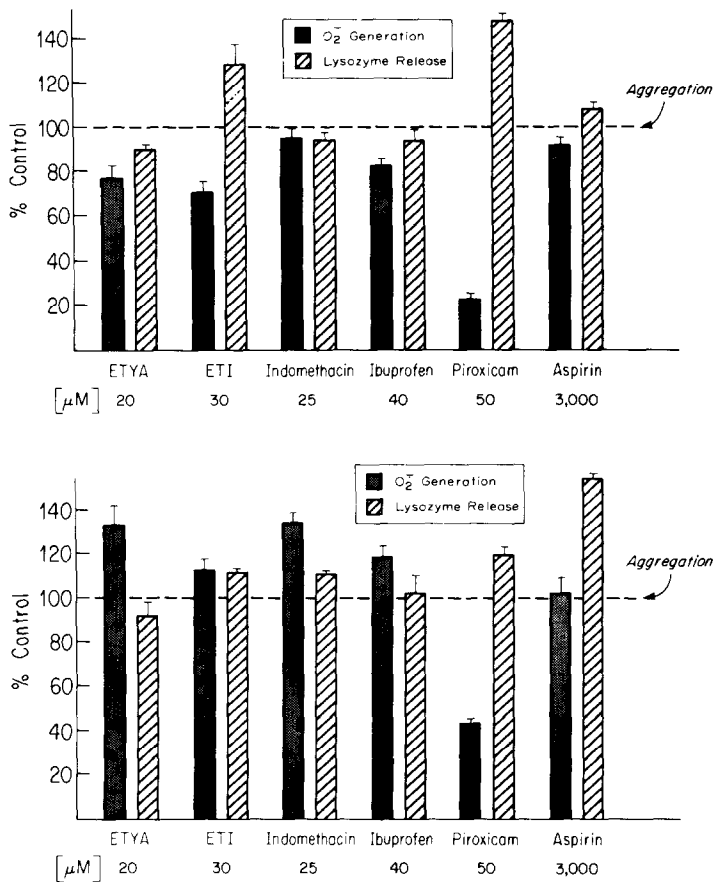 140
120
100
80
60
40
20
% Control
O₂⁻ Generation
Lysozyme Release
Aggregation
ETYA ETI Indomethacin Ibuprofen Piroxicam Aspirin
[μM] 20 30 25 40 50 3,000
140
120
100
80
60
40
20
% Control
O₂⁻ Generation
Lysozyme Release
Aggregation
ETYA ETI Indomethacin Ibuprofen Piroxicam Aspirin
[μM] 20 30 25 40 50 3,000